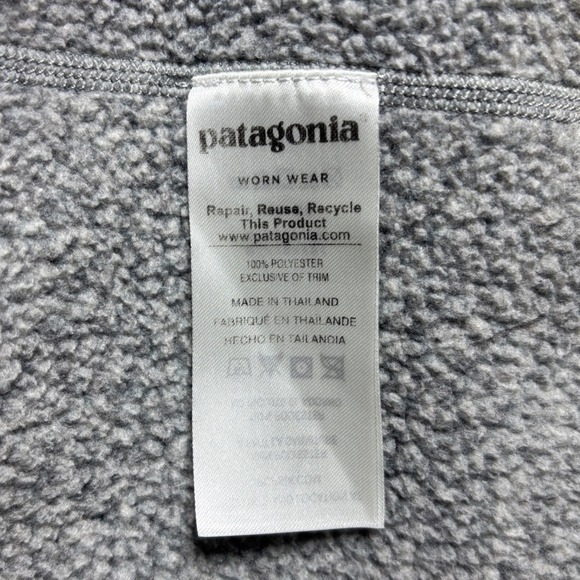 patagonia
WORN WEAR
Repair, Reuse, Recycle
This Product
www.patagonia.com
100% POLYESTER
EXCLUSIVE OF TRIM
MADE IN THAILAND
FABRIQUÉ EN THAILANDE
HECHO EN TAILANDIA